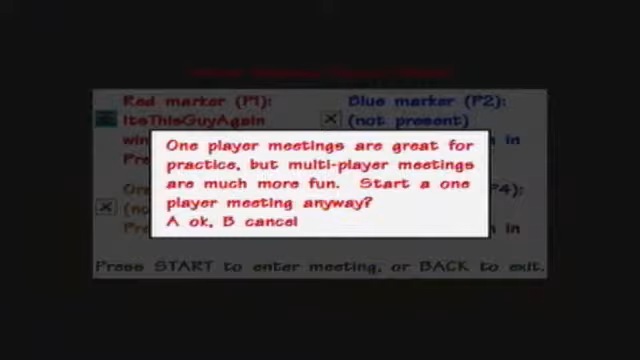 Red marker (P1):
Blue marker (P2):
ItsThisGuyAgain
(not present)
One player meetings are great for
practice, but multi-player meetings
are much more fun. Start a one
player meeting anyway?
A ok, B cancel
Press START to enter meeting, or BACK to exit.